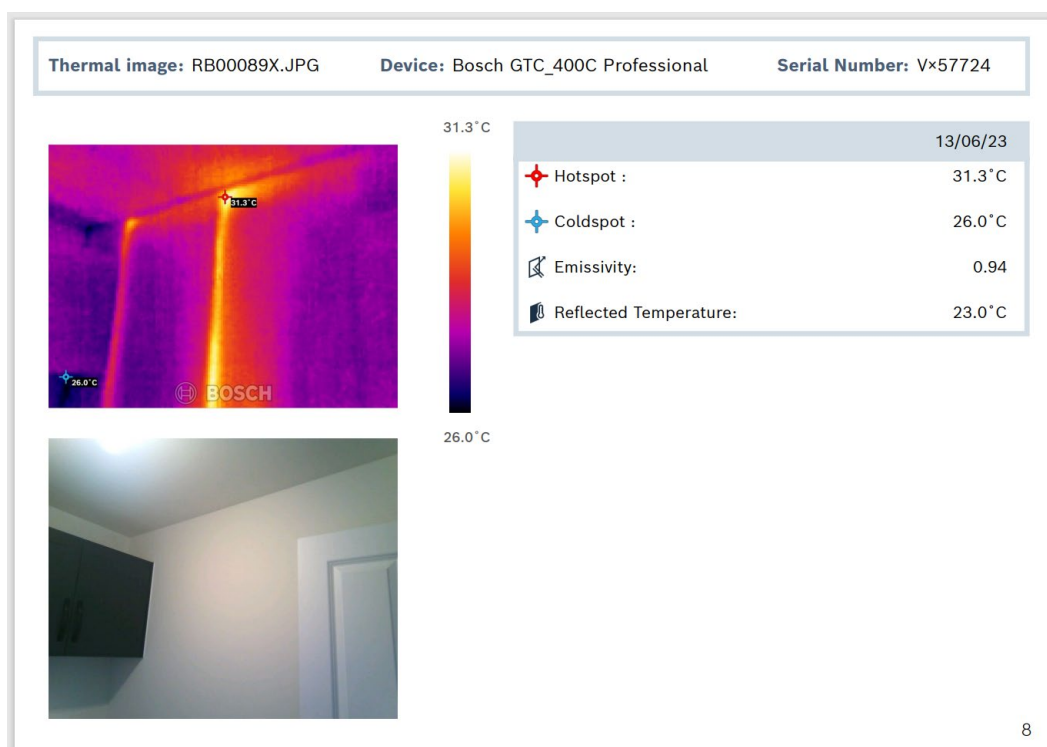 Thermal image: RB00089X.JPG Device: Bosch GTC_400C Professional Serial Number: V×57724
31.3°C
13/06/23
Hotspot : 31.3°C
Coldspot : 26.0°C
Emissivity: 0.94
Reflected Temperature: 23.0°C
31.3°C
26.0°C
BOSCH
26.0°C
8